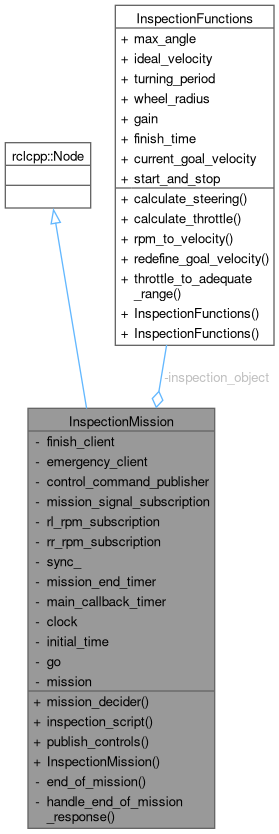 InspectionFunctions
+ max_angle
+ ideal_velocity
+ turning_period
+ wheel_radius
+ gain
+ finish_time
+ current_goal_velocity
+ start_and_stop
+ calculate_steering()
+ calculate_throttle()
+ rpm_to_velocity()
+ redefine_goal_velocity()
+ throttle_to_adequate
_range()
+ InspectionFunctions()
+ InspectionFunctions()
rclcpp::Node
-inspection_object
InspectionMission
- finish_client
- emergency_client
- control_command_publisher
- mission_signal_subscription
- rl_rpm_subscription
- rr_rpm_subscription
- sync_
- mission_end_timer
- main_callback_timer
- clock
- initial_time
- go
- mission
+ mission_decider()
+ inspection_script()
+ publish_controls()
+ InspectionMission()
- end_of_mission()
- handle_end_of_mission
_response()